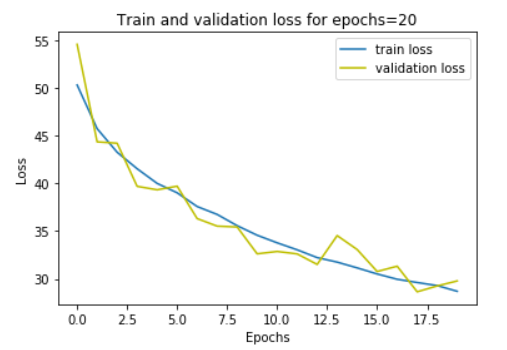 Train and validation loss for epochs=20
train loss
validation loss
55
50
45
40
35
30
Loss
0.0 2.5 5.0 7.5 10.0 12.5 15.0 17.5
Epochs